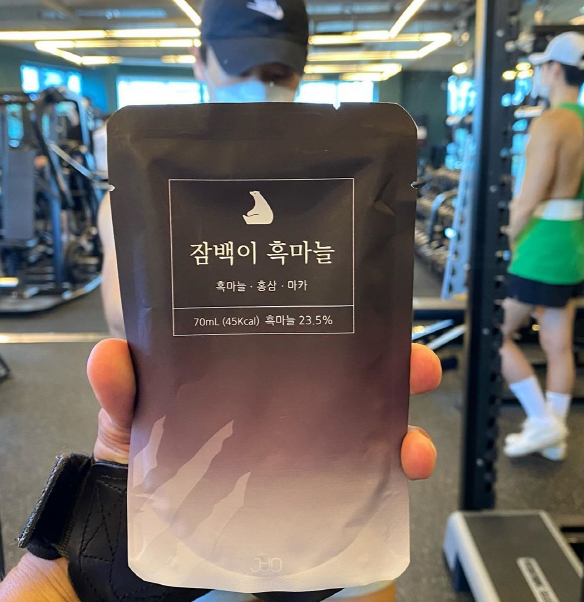 잠백이 흑마늘
흑마늘 · 홍삼 · 마카
70mL (45Kcal) 흑마늘 23.5%